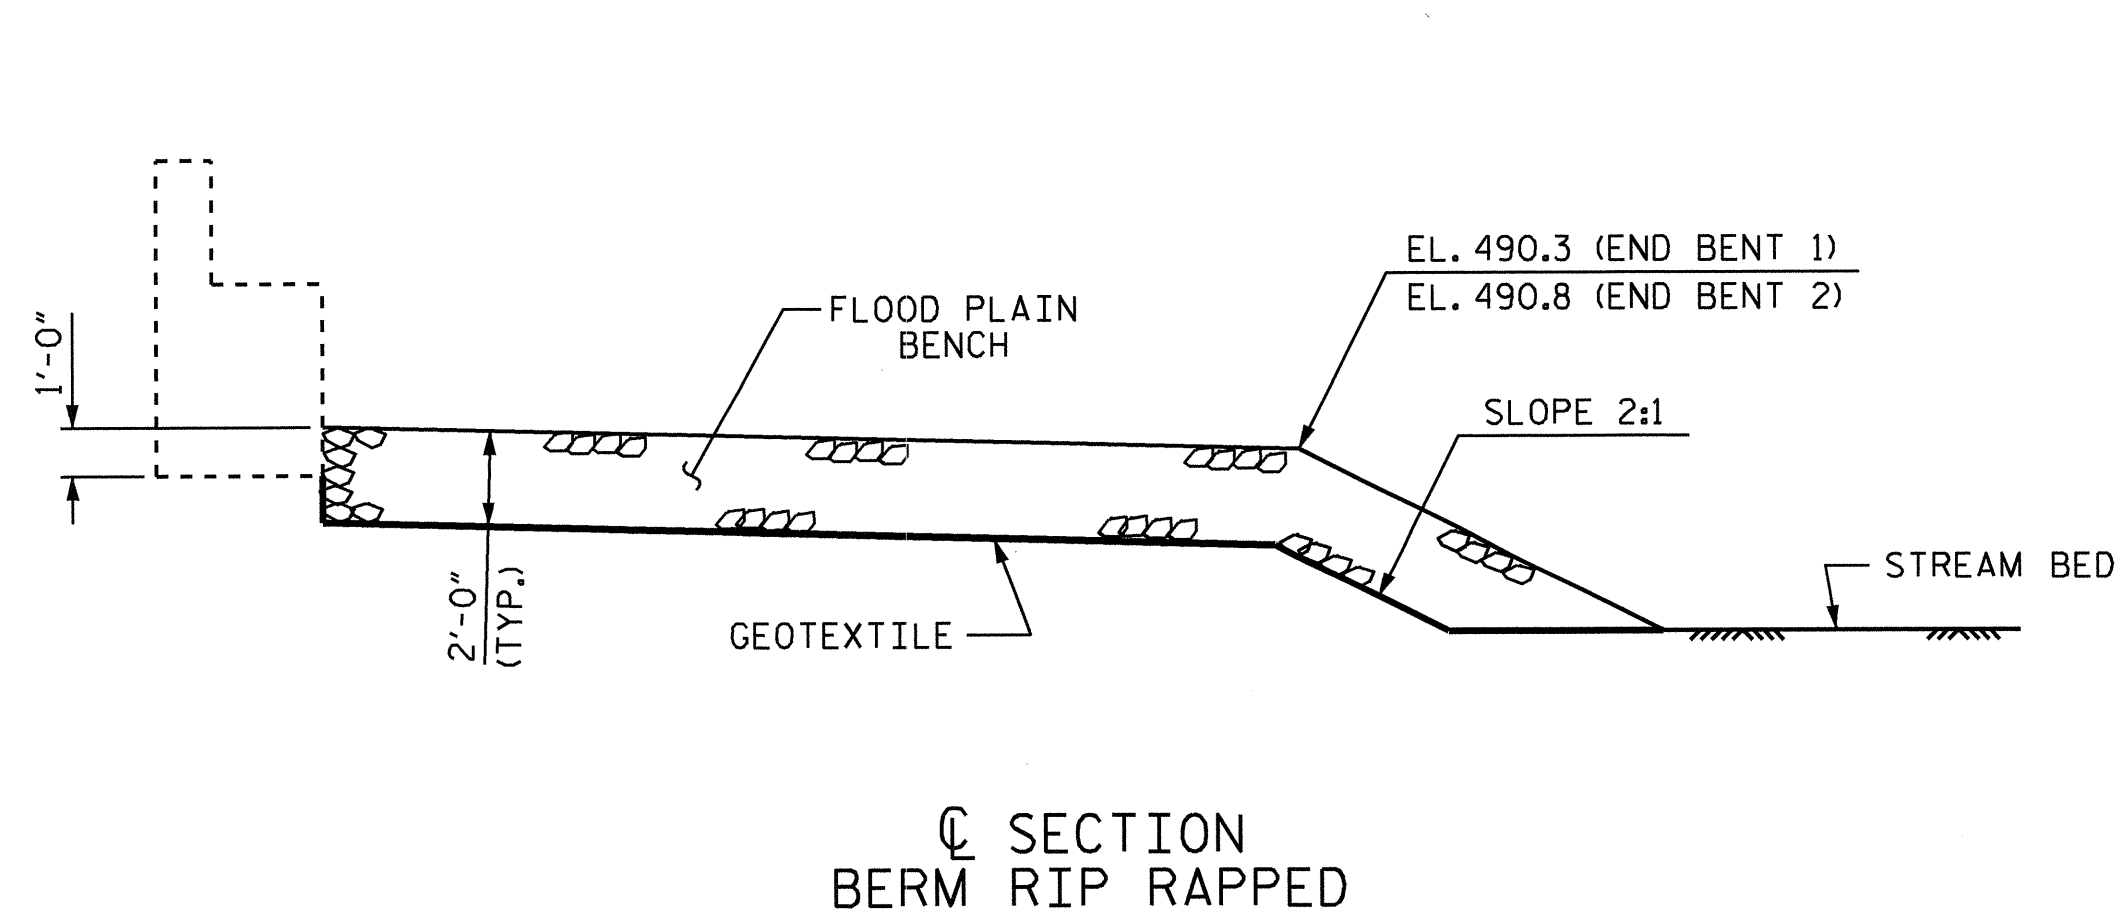 EL. 490.3 (END BENT 1)
EL. 490.8 (END BENT 2)
FLOOD PLAIN
BENCH
1'-0"
SLOPE 2:1
STREAM BED
2'-0"
(TYP.)
GEOTEXTILE
℄ SECTION
BERM RIP RAPPED